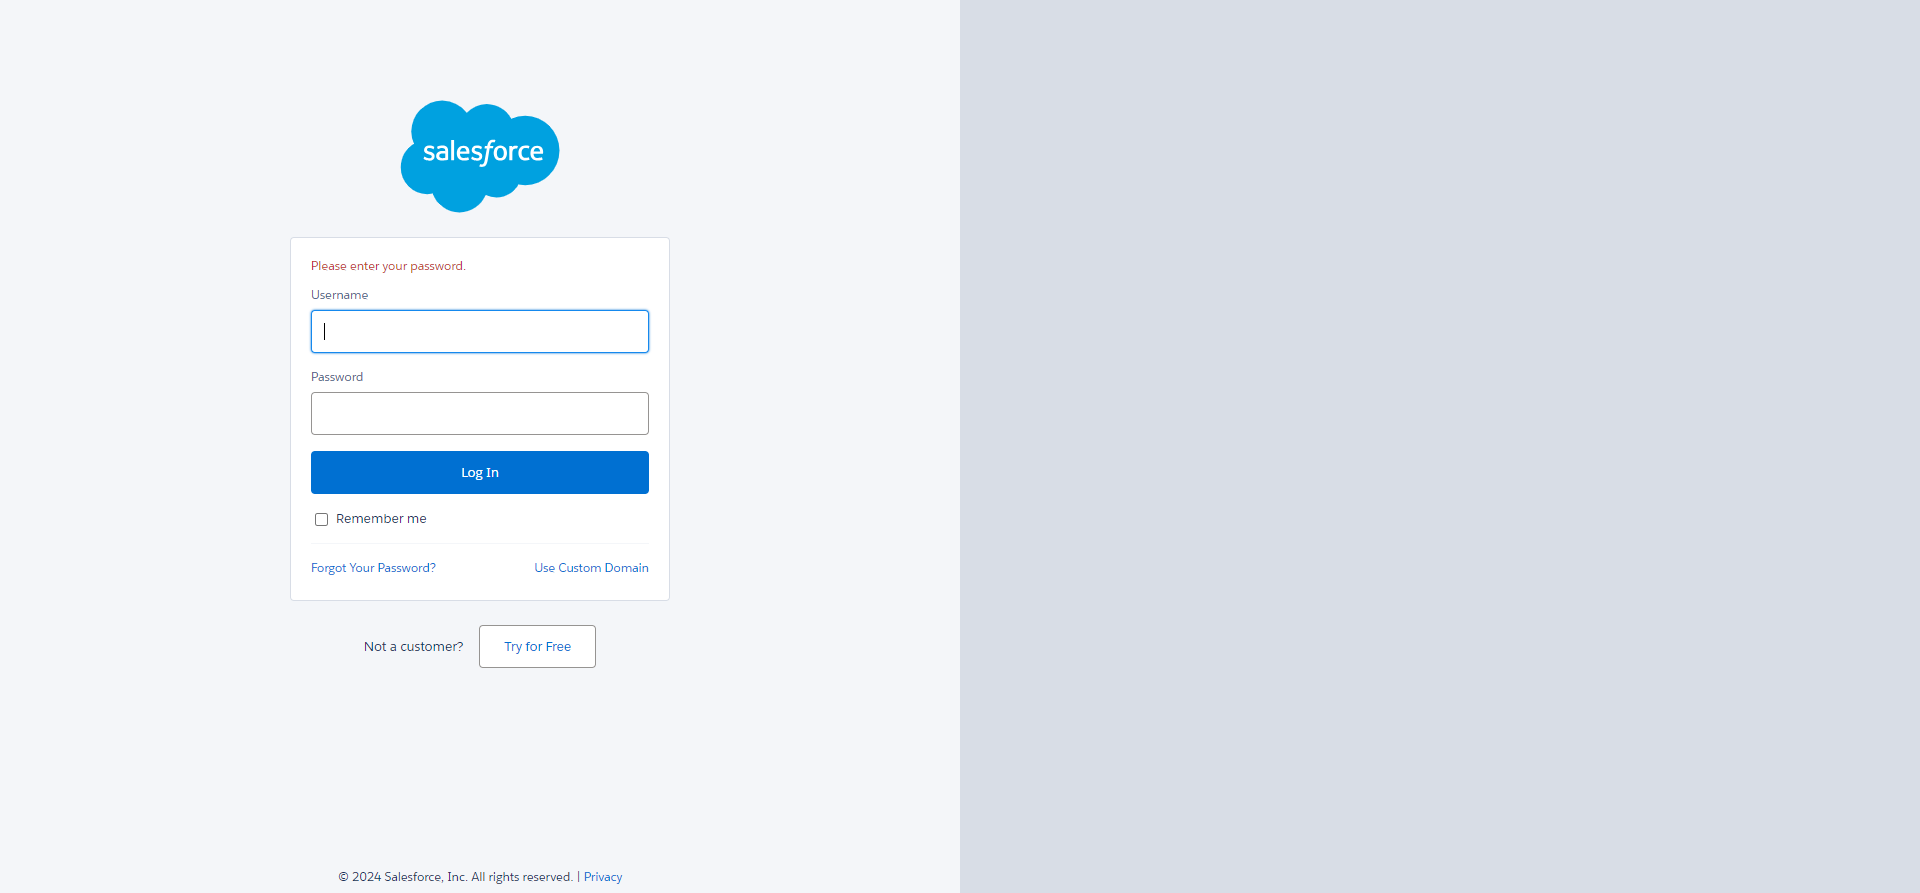 salesforce
Please enter your password.
Username
Password
Log In
Remember me
Forgot Your Password? Use Custom Domain
Not a customer? Try for Free
© 2024 Salesforce, Inc. All rights reserved. | Privacy